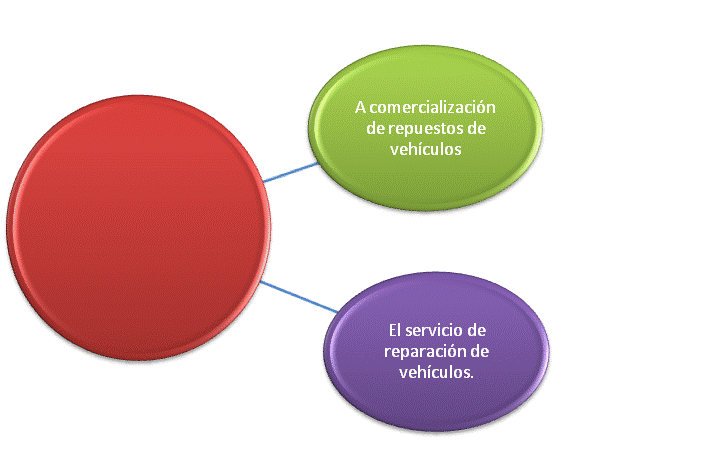 A comercialización
de repuestos de
vehículos
El servicio de
reparación de
vehículos.